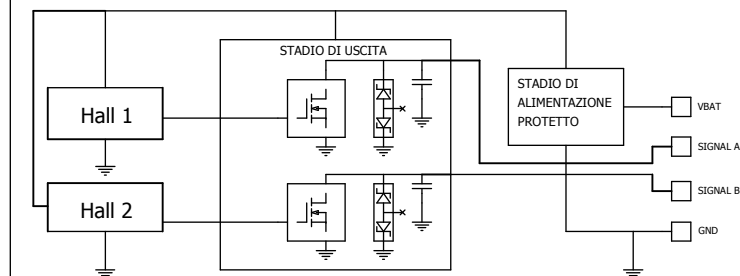 STADIO DI USCITA
STADIO DI
ALIMENTAZIONE
PROTETTO
Hall 1
VBAT
SIGNAL A
SIGNAL B
Hall 2
GND